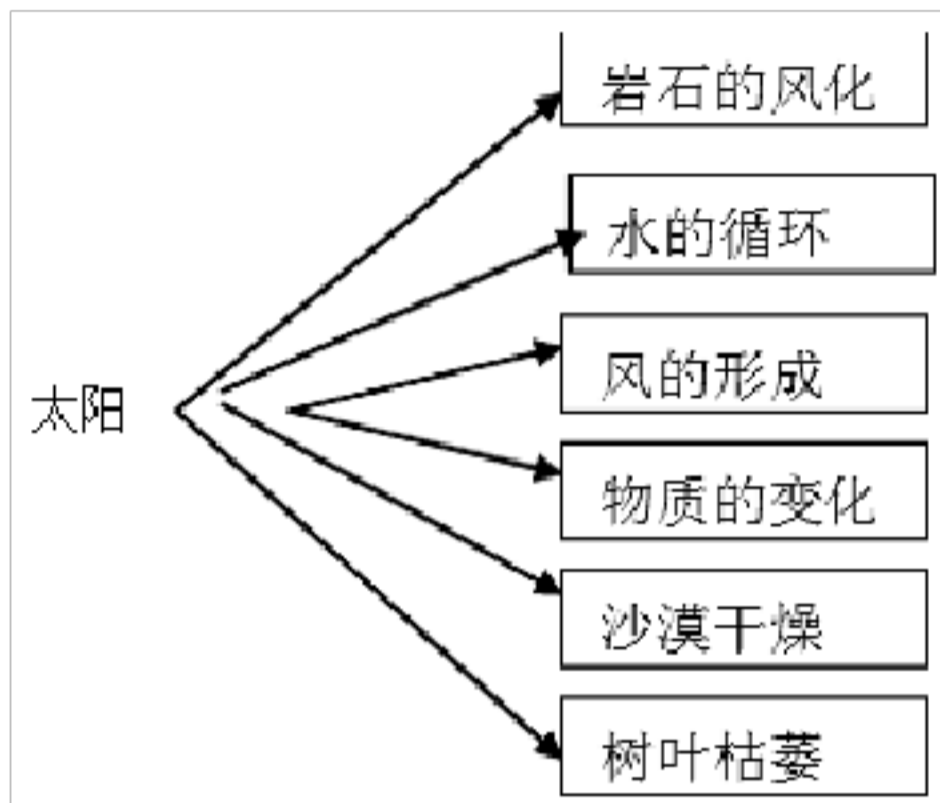 岩石的风化
水的循环
风的形成
太阳
物质的变化
沙漠干燥
树叶枯萎